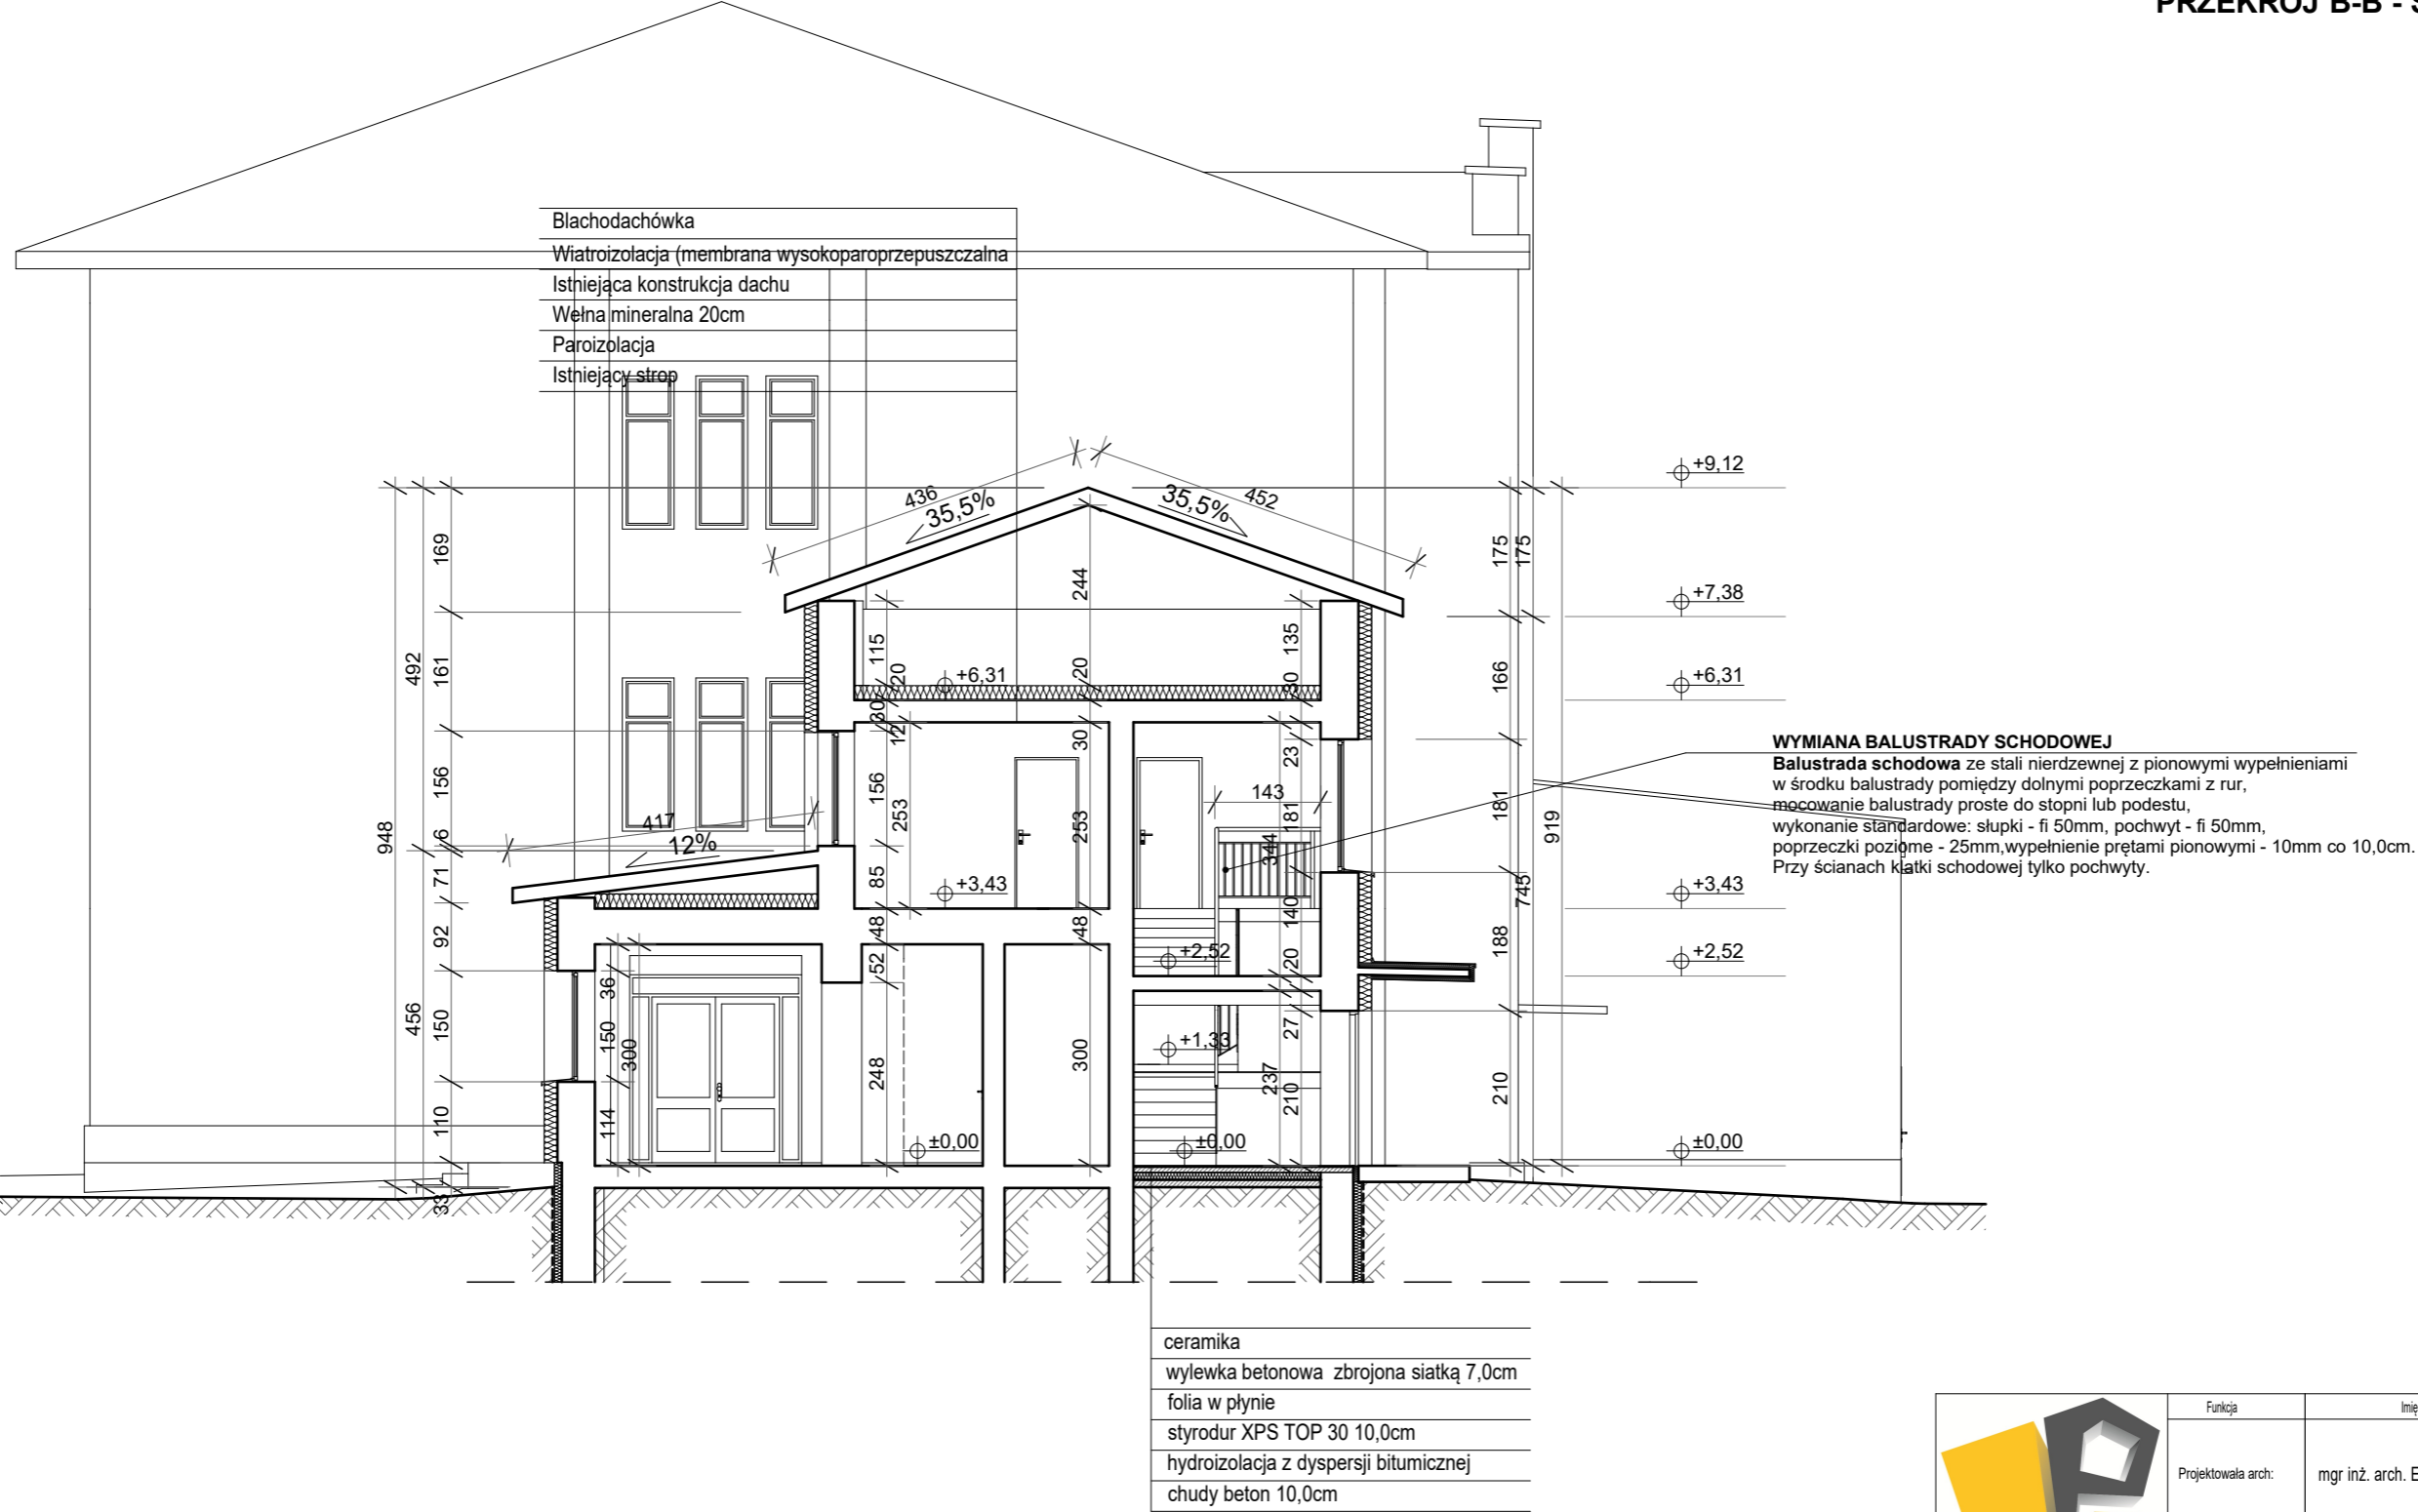 PRZEKRÓJ B-B - S
Blachodachówka
Wiatroizolacja (membrana wysokoparoprzepuszczalna
Istniejąca konstrukcja dachu
Wełna mineralna 20cm
Paroizolacja
Istniejący strop
436
35,5%
35,5%
452
+9,12
+7,38
+6,31
+3,43
+2,52
±0,00
948
492
456
169
161
156
6
71
92
150
110
33
417
12%
115
20
30
12
156
253
85
48
52
248
36
150
300
114
244
20
30
253
48
300
+6,31
+3,43
±0,00
135
30
23
181
143
344
140
20
27
237
210
+2,52
+1,33
±0,00
175
175
166
181
188
210
745
919
WYMIANA BALUSTRADY SCHODOWEJ
Balustrada schodowa ze stali nierdzewnej z pionowymi wypełnieniami
w środku balustrady pomiędzy dolnymi poprzeczkami z rur,
mocowanie balustrady proste do stopni lub podestu,
wykonanie standardowe: słupki - fi 50mm, pochwyt - fi 50mm,
poprzeczki poziome - 25mm,wypełnienie prętami pionowymi - 10mm co 10,0cm.
Przy ścianach klatki schodowej tylko pochwyty.
ceramika
wylewka betonowa zbrojona siatką 7,0cm
folia w płynie
styrodur XPS TOP 30 10,0cm
hydroizolacja z dyspersji bitumicznej
chudy beton 10,0cm
Funkcja
Imię
Projektowała arch:
mgr inż. arch. E